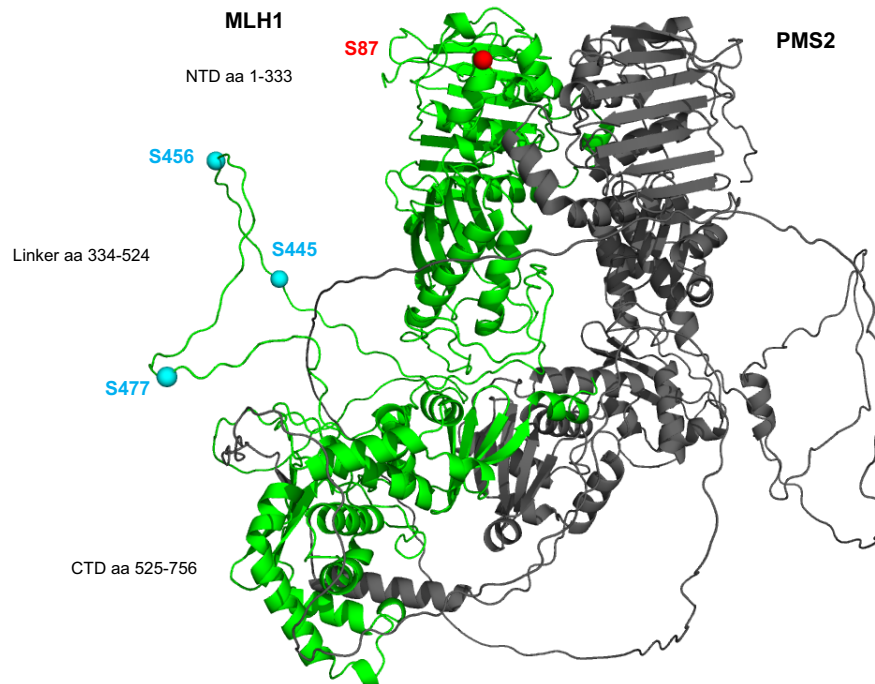 MLH1
S87
PMS2
NTD aa 1-333
S456
S445
Linker aa 334-524
S477
CTD aa 525-756